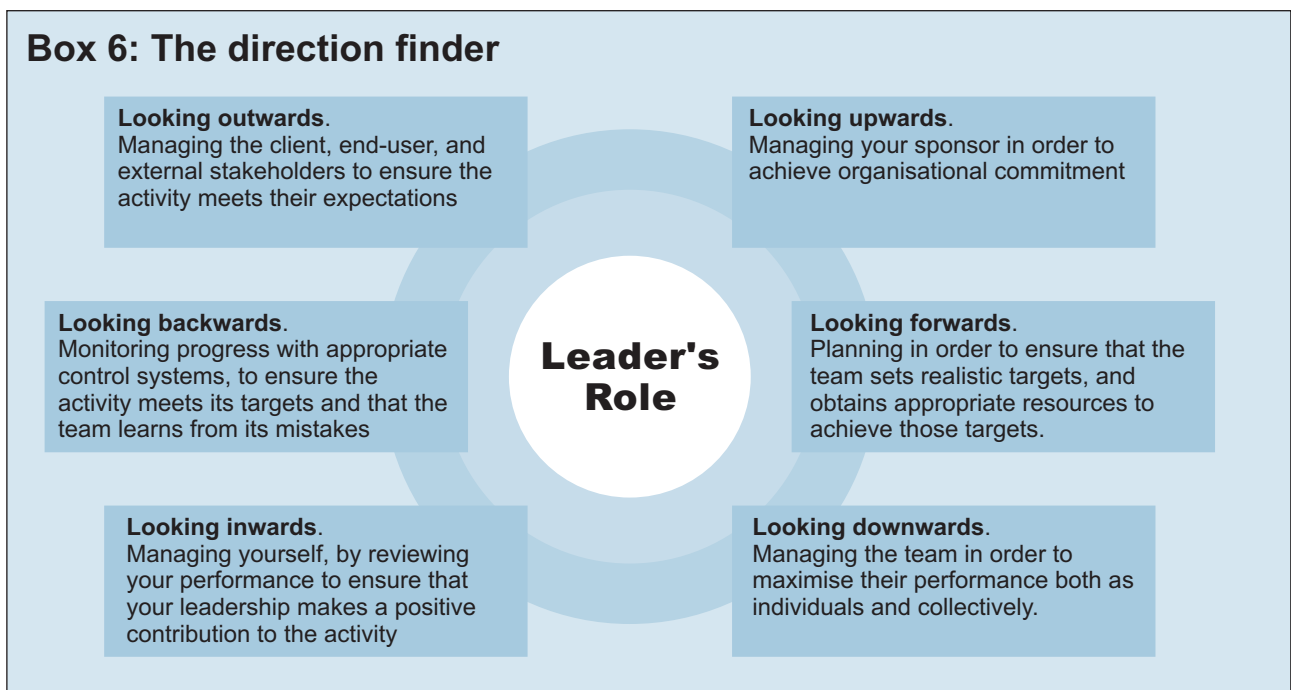 Box 6: The direction finder
Looking outwards.
Managing the client, end-user, and
external stakeholders to ensure the
activity meets their expectations
Looking upwards.
Managing your sponsor in order to
achieve organisational commitment
Looking backwards.
Monitoring progress with appropriate
control systems, to ensure the
activity meets its targets and that the
team learns from its mistakes
Leader's
Role
Looking forwards.
Planning in order to ensure that the
team sets realistic targets, and
obtains appropriate resources to
achieve those targets.
Looking inwards.
Managing yourself, by reviewing
your performance to ensure that
your leadership makes a positive
contribution to the activity
Looking downwards.
Managing the team in order to
maximise their performance both as
individuals and collectively.